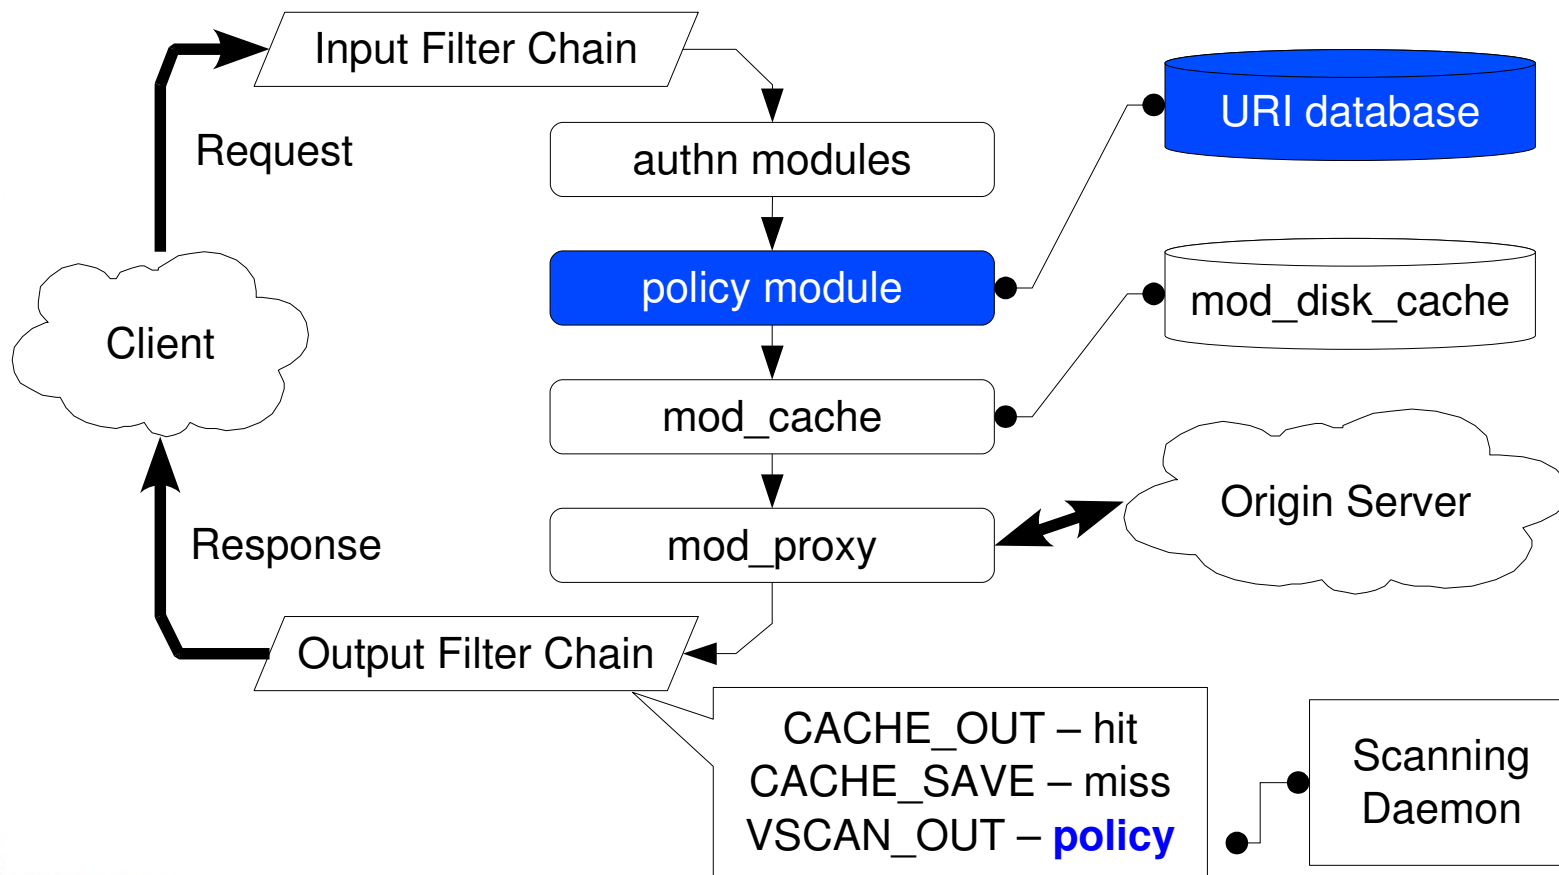 Input Filter Chain
URI database
Request
authn modules
policy module
mod_disk_cache
Client
mod_cache
Origin Server
Response
mod_proxy
Output Filter Chain
CACHE_OUT – hit
CACHE_SAVE – miss
VSCAN_OUT – policy
Scanning
Daemon